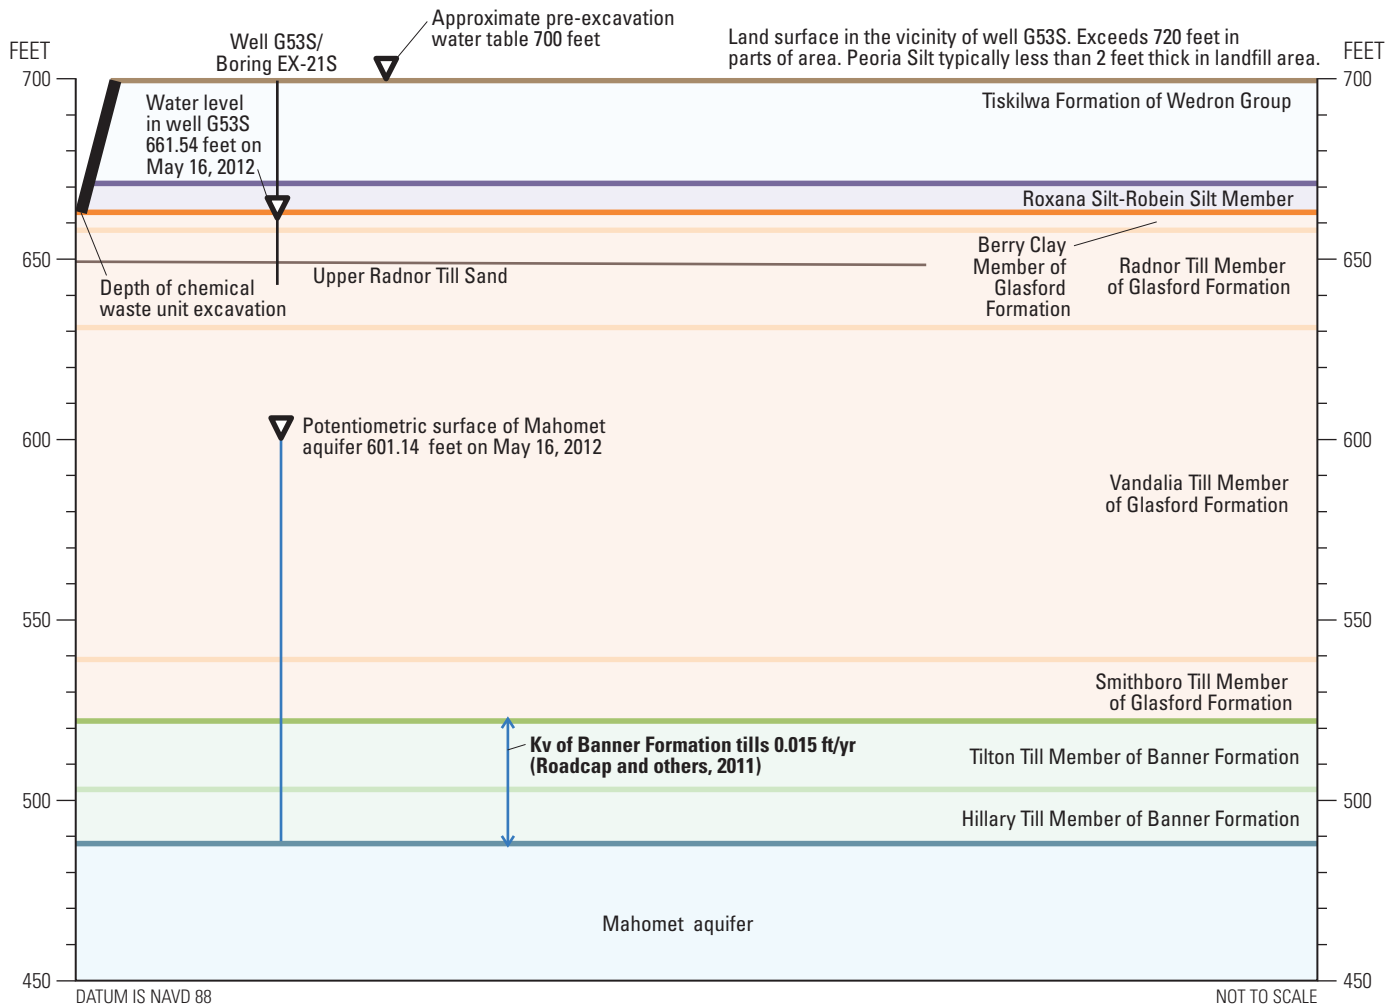 Approximate pre-excavation
water table 700 feet
Well G53S/
Boring EX-21S
Land surface in the vicinity of well G53S. Exceeds 720 feet in
parts of area. Peoria Silt typically less than 2 feet thick in landfill area.
FEET
FEET
700
700
Tiskilwa Formation of Wedron Group
Water level
in well G53S
661.54 feet on
May 16, 2012
Roxana Silt-Robein Silt Member
Berry Clay
Member of
Glasford
Formation
Radnor Till Member
of Glasford Formation
650
650
Upper Radnor Till Sand
Depth of chemical
waste unit excavation
600
600
Potentiometric surface of Mahomet
aquifer 601.14 feet on May 16, 2012
Vandalia Till Member
of Glasford Formation
550
550
Smithboro Till Member
of Glasford Formation
Kv of Banner Formation tills 0.015 ft/yr
(Roadcap and others, 2011)
Tilton Till Member of Banner Formation
500
500
Hillary Till Member of Banner Formation
Mahomet aquifer
450
450
DATUM IS NAVD 88
NOT TO SCALE